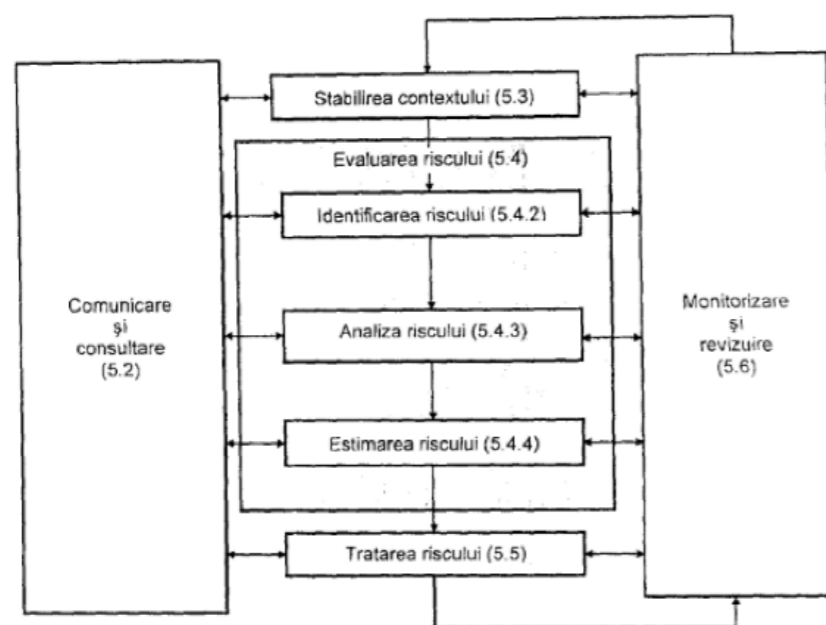 Stabilirea contextului (5.3)
Evaluarea riscului (5.4)
Identificarea riscului (5.4.2)
Analiza riscului (5.4.3)
Estimarea riscului (5.4.4)
Tratarea riscului (5.5)
Comunicare
și
consultare
(5.2)
Monitorizare
și
revizuire
(5.6)